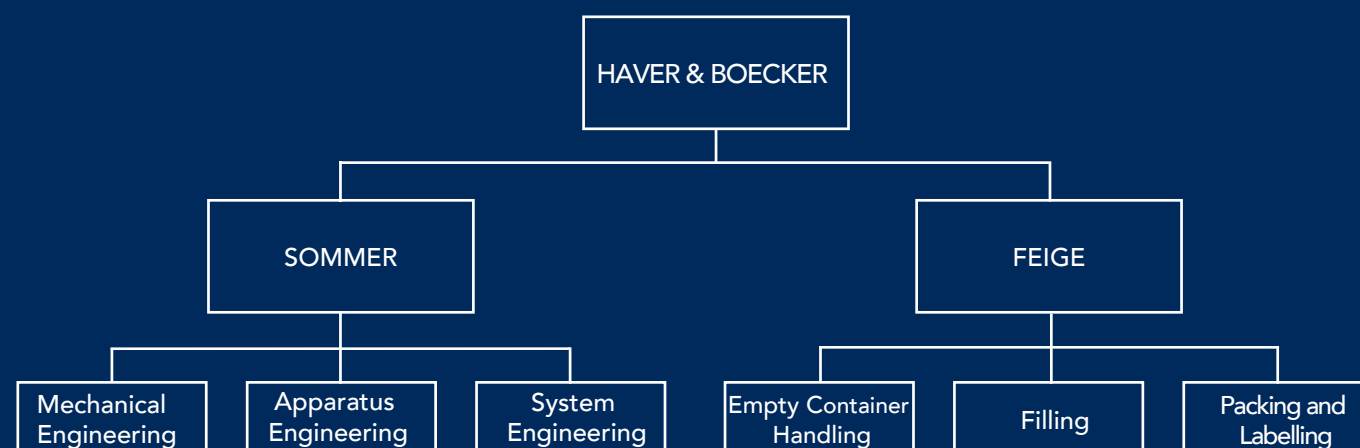 HAVER & BOECKER
SOMMER
FEIGE
Mechanical
Engineering
Apparatus
Engineering
System
Engineering
Empty Container
Handling
Filling
Packing and
Labelling